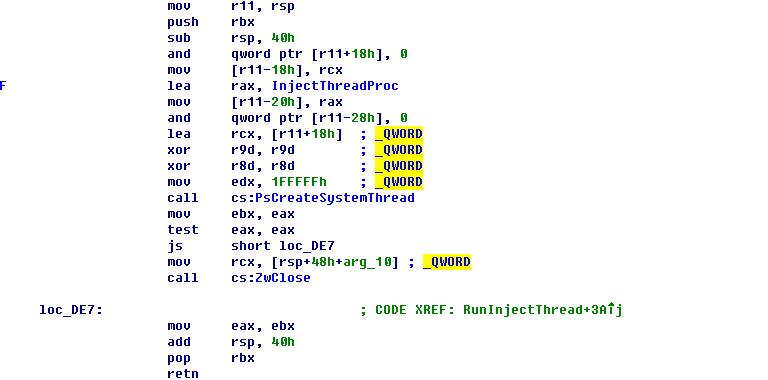 mov r11, rsp
push rbx
sub rsp, 40h
and qword ptr [r11+18h], 0
mov [r11-18h], rcx
F lea rax, InjectThreadProc
mov [r11-20h], rax
and qword ptr [r11-28h], 0
lea rcx, [r11+18h] ; _QWORD
xor r9d, r9d ; _QWORD
xor r8d, r8d ; _QWORD
mov edx, 1FFFFFh ; _QWORD
call cs:PsCreateSystemThread
mov ebx, eax
test eax, eax
js short loc_DE7
mov rcx, [rsp+48h+arg_10] ; _QWORD
call cs:ZwClose
loc_DE7: ; CODE XREF: RunInjectThread+3A↑j
mov eax, ebx
add rsp, 40h
pop rbx
retn